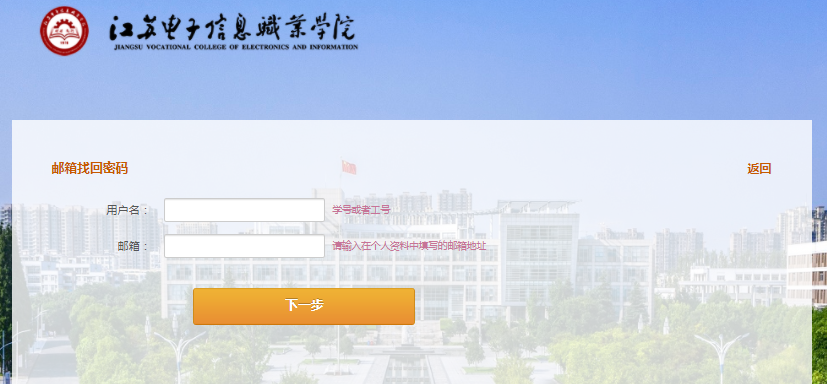 江苏电子信息职业学院
JIANGSU VOCATIONAL COLLEGE OF ELECTRONICS AND INFORMATION
邮箱找回密码
返回
用户名：
学号或者工号
邮箱：
请输入在个人资料中填写的邮箱地址
下一步